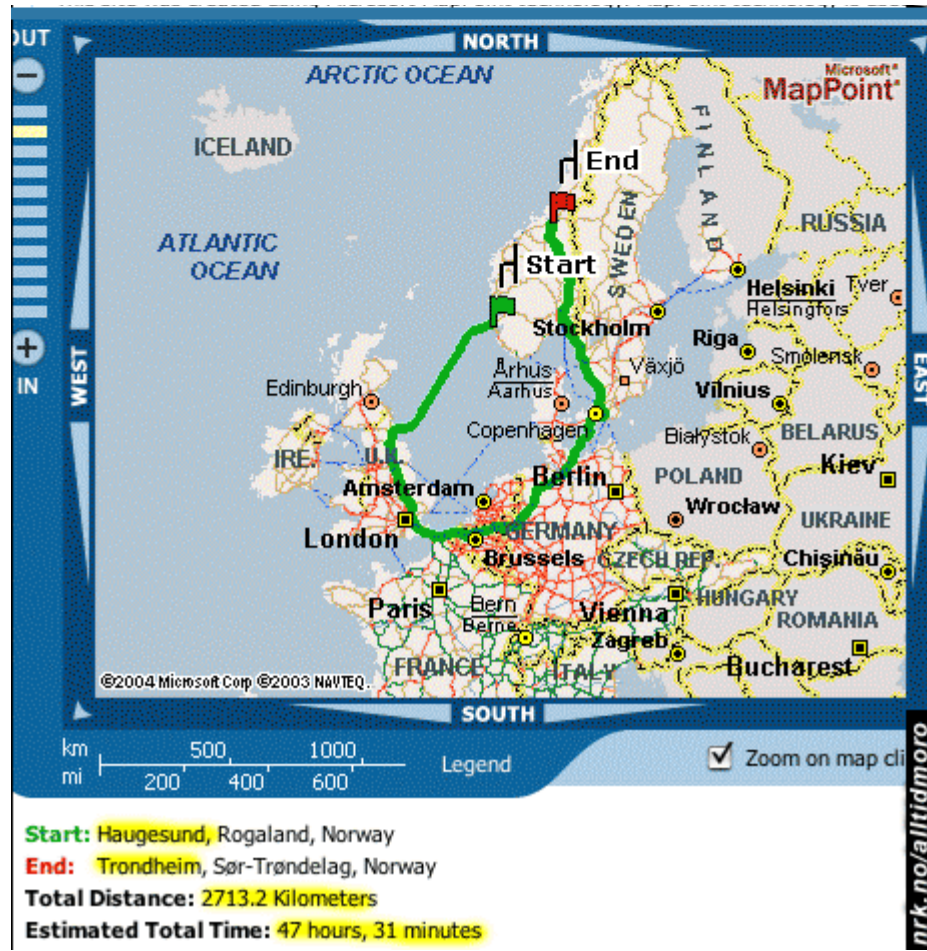 OUT
NORTH
ARCTIC OCEAN
Microsoft®
MapPoint®
ICELAND
FINLAND
End
RUSSIA
ATLANTIC
OCEAN
SWEDEN
Start
Helsinki
Helsingfors
Tver
Stockholm
Riga
Smolensk
IN
WEST
EAST
Århus
Aarhus
Växjö
Edinburgh
Vilnius
Copenhagen
Białystok
BELARUS
IRE.
U.K.
Berlin
POLAND
Kiev
Amsterdam
Wrocław
London
GERMANY
UKRAINE
Brussels
CZECH REP.
Chişinău
Paris
Bern
Berne
Vienna
HUNGARY
Zagreb
ROMANIA
FRANCE
ITALY
Bucharest
©2004 Microsoft Corp ©2003 NAVTEQ.
SOUTH
km 500 1000
mi 200 400 600
Legend
Zoom on map cli
Start: Haugesund, Rogaland, Norway
End: Trondheim, Sør-Trøndelag, Norway
Total Distance: 2713.2 Kilometers
Estimated Total Time: 47 hours, 31 minutes
nrk.no/alltidmoro